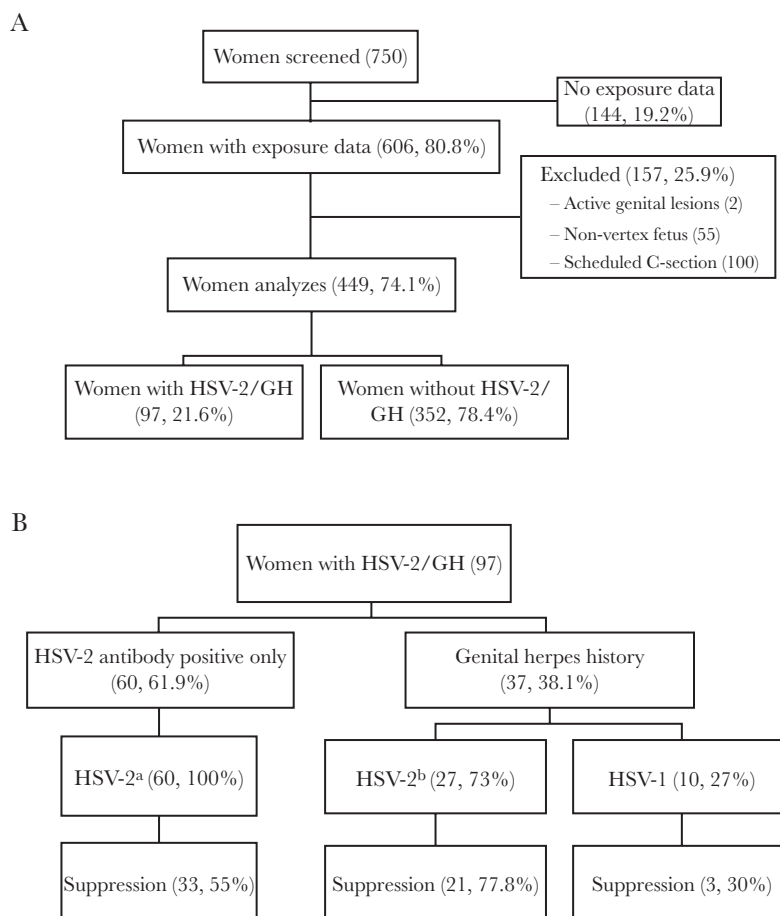 A
Women screened (750)
No exposure data
(144, 19.2%)
Women with exposure data (606, 80.8%)
Excluded (157, 25.9%)
– Active genital lesions (2)
– Non-vertex fetus (55)
– Scheduled C-section (100)
Women analyzes (449, 74.1%)
Women with HSV-2/GH
(97, 21.6%)
Women without HSV-2/
GH (352, 78.4%)
B
Women with HSV-2/GH (97)
HSV-2 antibody positive only
(60, 61.9%)
Genital herpes history
(37, 38.1%)
HSV-2ᵃ (60, 100%)
HSV-2ᵇ (27, 73%)
HSV-1 (10, 27%)
Suppression (33, 55%)
Suppression (21, 77.8%)
Suppression (3, 30%)